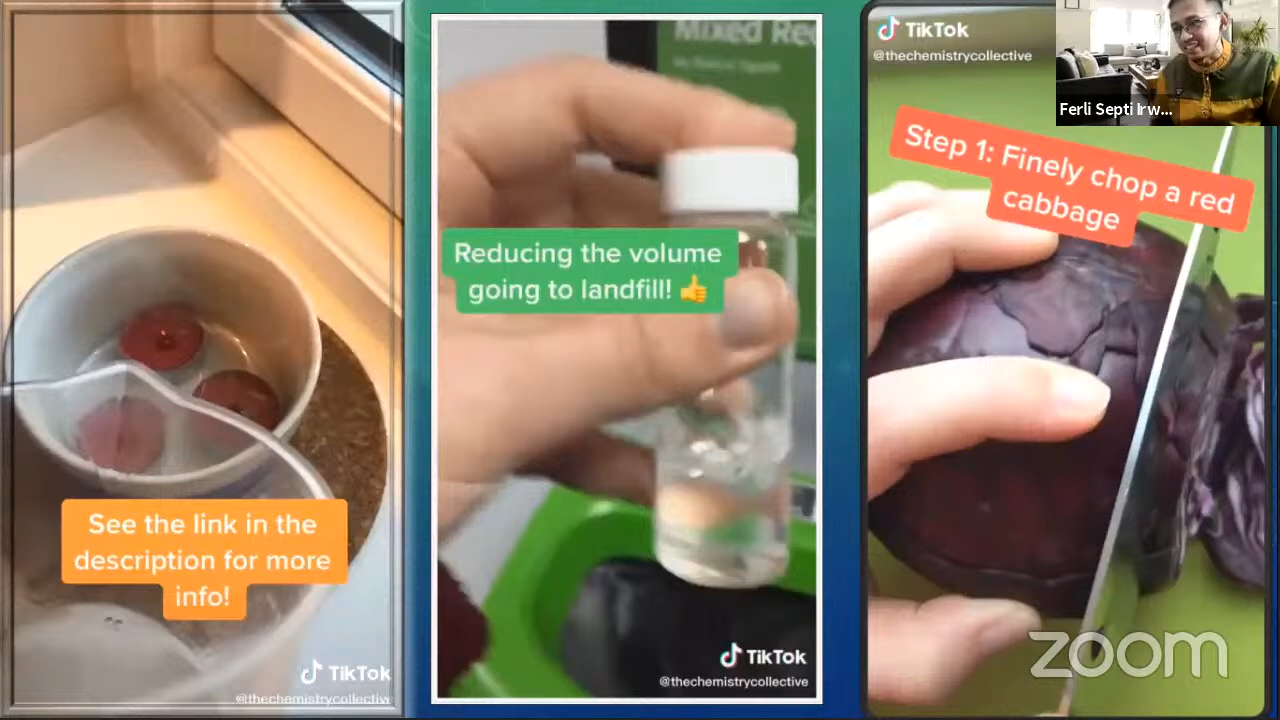 See the link in the
description for more
info!
TikTok
@thechemistrycollective
Mixed Rec
Reducing the volume
going to landfill! 👍
TikTok
@thechemistrycollective
TikTok
@thechemistrycollective
Step 1: Finely chop a red
cabbage
Ferli Septi Irw...
zoom